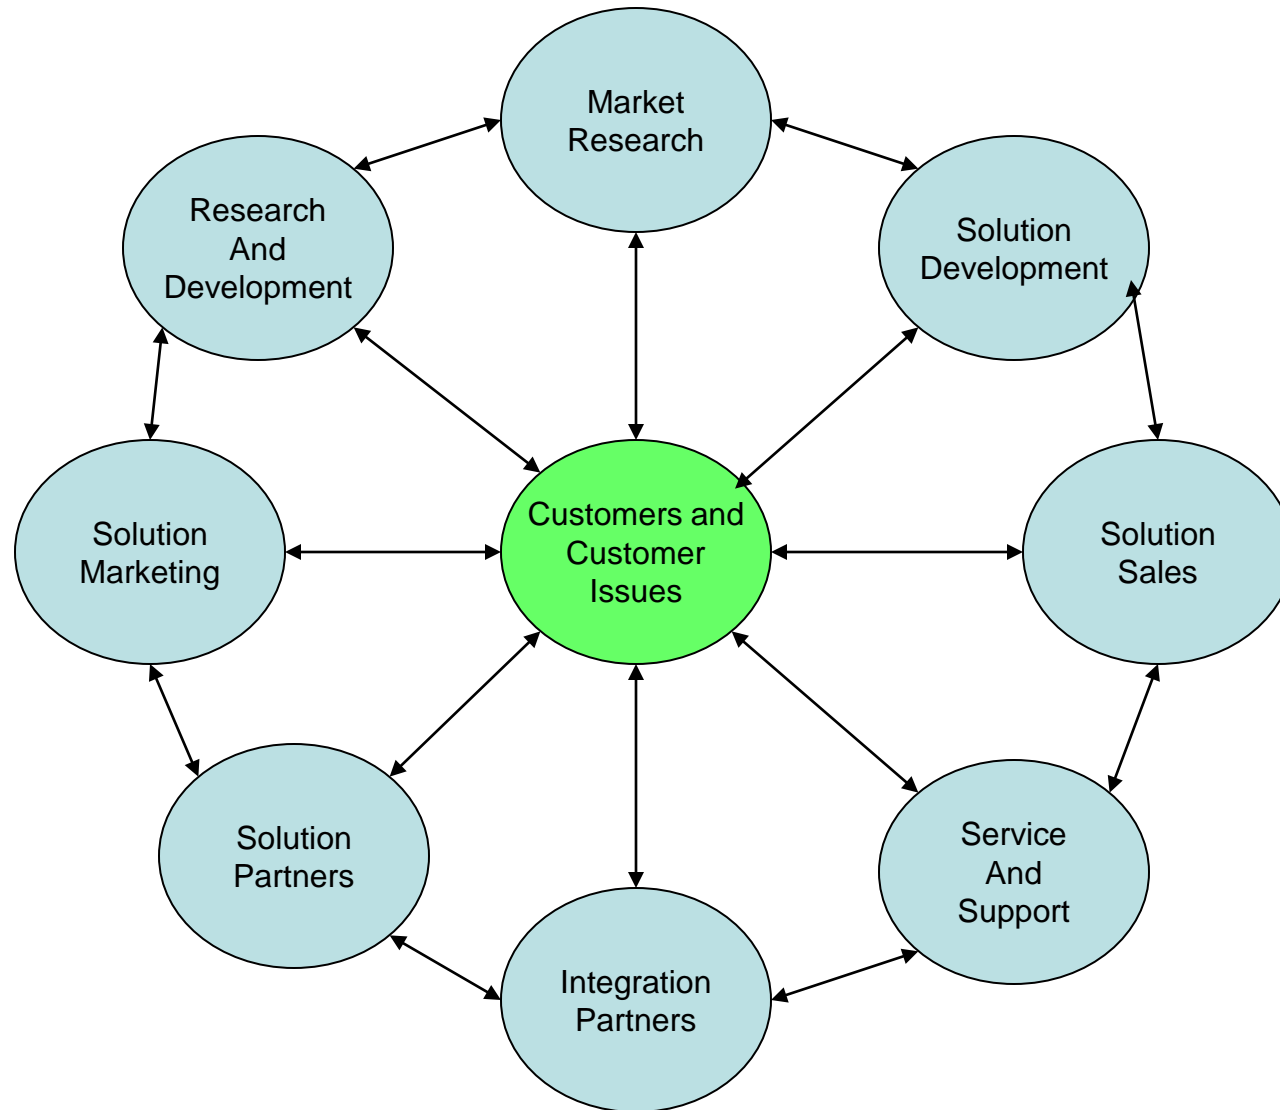 Market
Research
Research
And
Development
Solution
Development
Customers and
Customer
Issues
Solution
Marketing
Solution
Sales
Solution
Partners
Service
And
Support
Integration
Partners